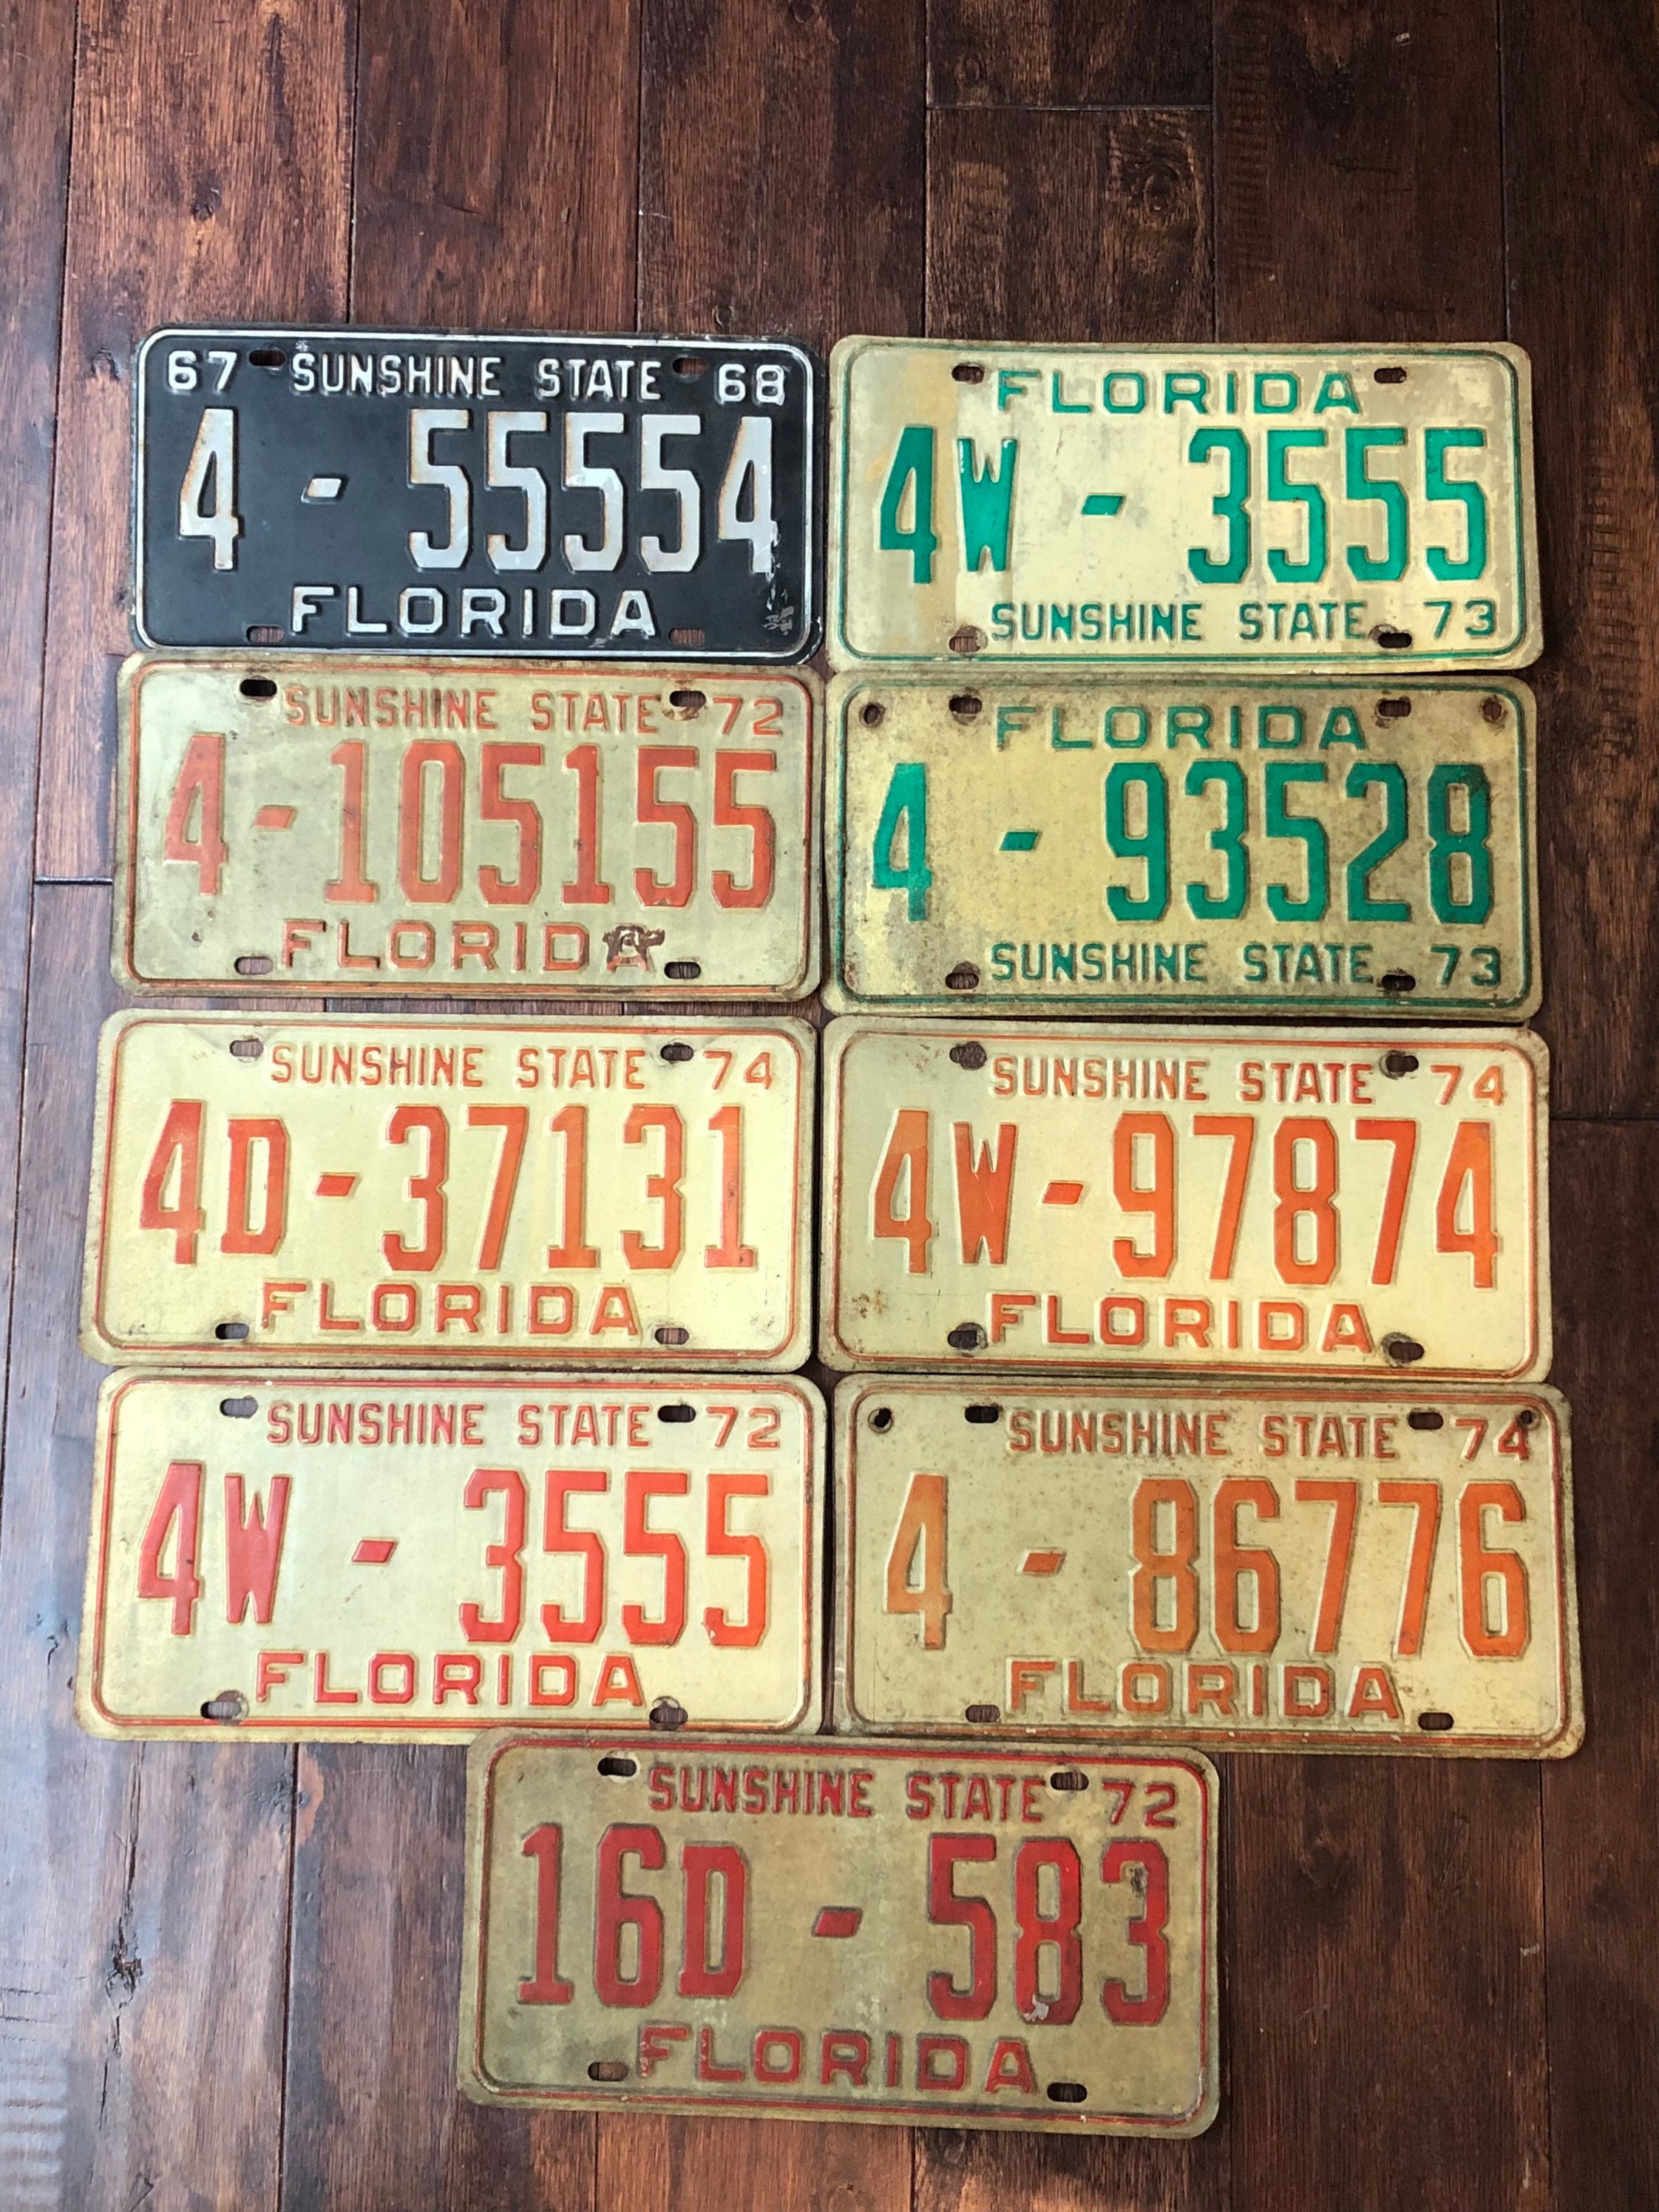 67 SUNSHINE STATE 68
4 - 55554
FLORIDA
FLORIDA
4W - 3555
SUNSHINE STATE 73
SUNSHINE STATE 72
4-105155
FLORIDA
FLORIDA
4 - 93528
SUNSHINE STATE 73
SUNSHINE STATE 74
4D-37131
FLORIDA
SUNSHINE STATE 74
4W-97874
FLORIDA
SUNSHINE STATE 72
4W - 3555
FLORIDA
SUNSHINE STATE 74
4 - 86776
FLORIDA
SUNSHINE STATE 72
16D - 583
FLORIDA